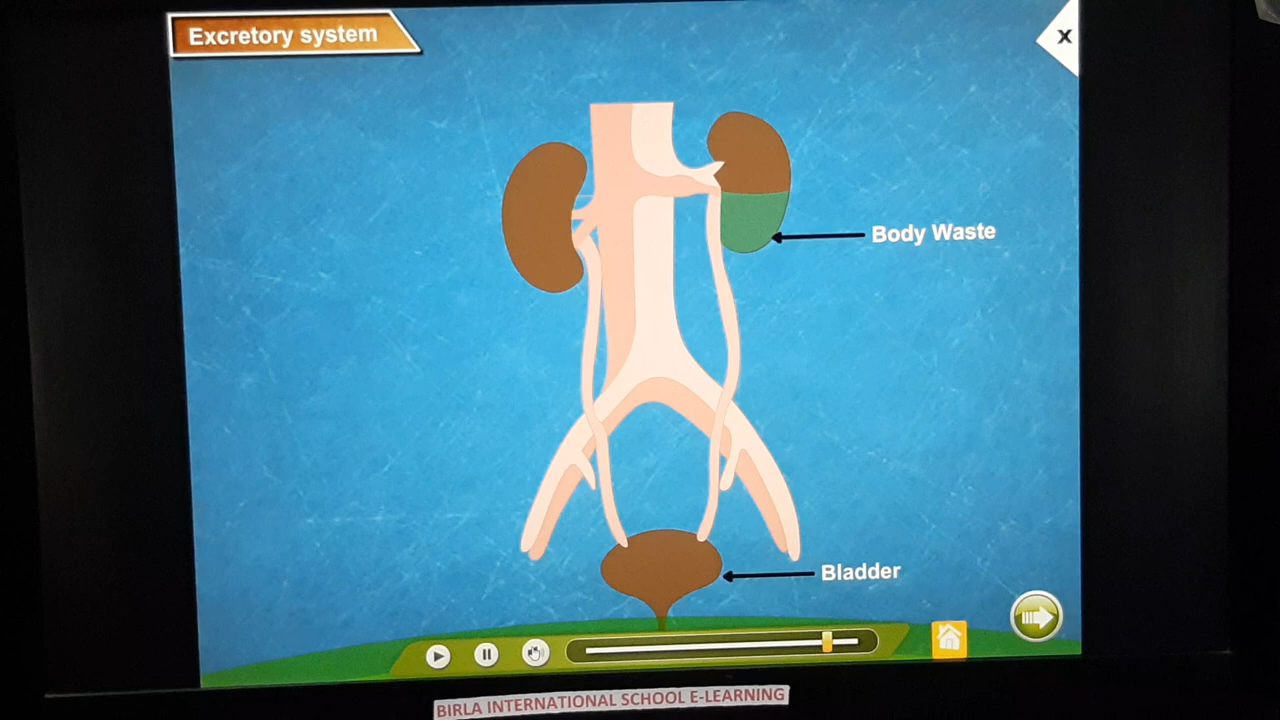 Excretory system
X
Body Waste
Bladder
BIRLA INTERNATIONAL SCHOOL E-LEARNING